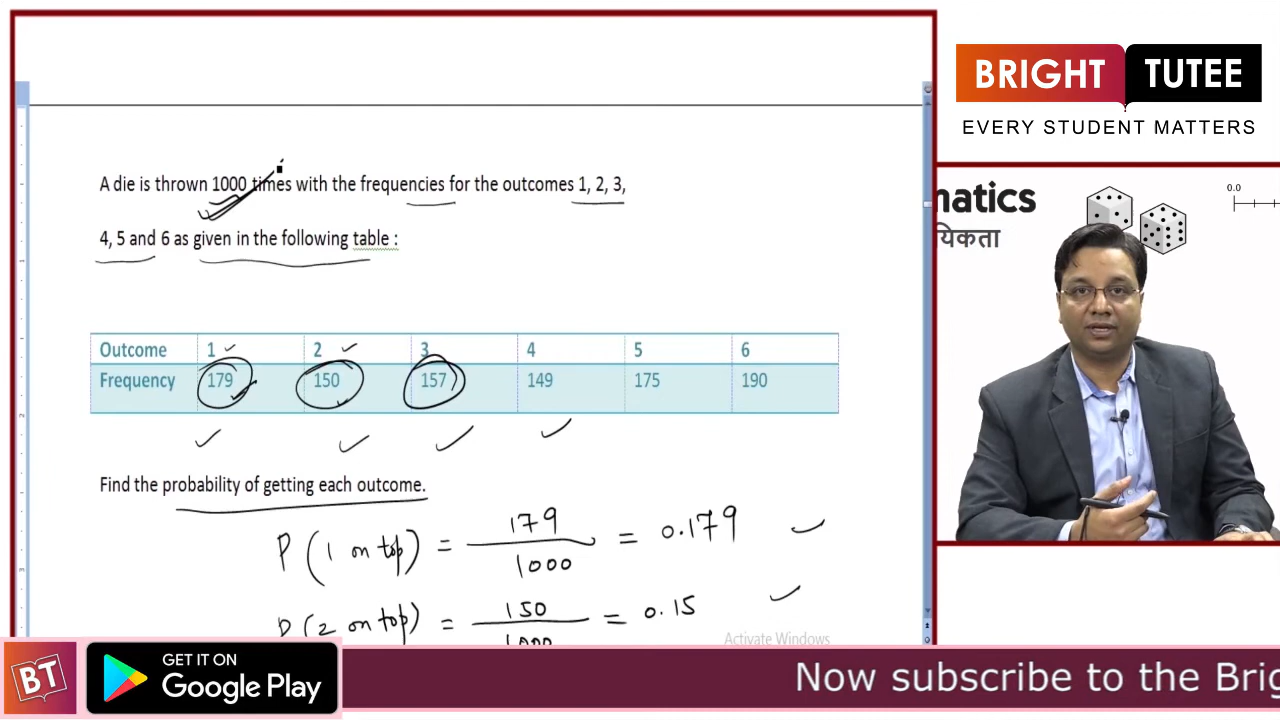 BRIGHT TUTEE
EVERY STUDENT MATTERS
A die is thrown 1000 times with the frequencies for the outcomes 1, 2, 3,
4, 5 and 6 as given in the following table :
Outcome 1 2 3 4 5 6
Frequency 179 150 157 149 175 190
Find the probability of getting each outcome.
P (1 on top) = 179/1000 = 0.179
P (2 on top) = 150/1000 = 0.15
Activate Windows
matics
यिकता
0.0
BT
GET IT ON
Google Play
Now subscribe to the Brig